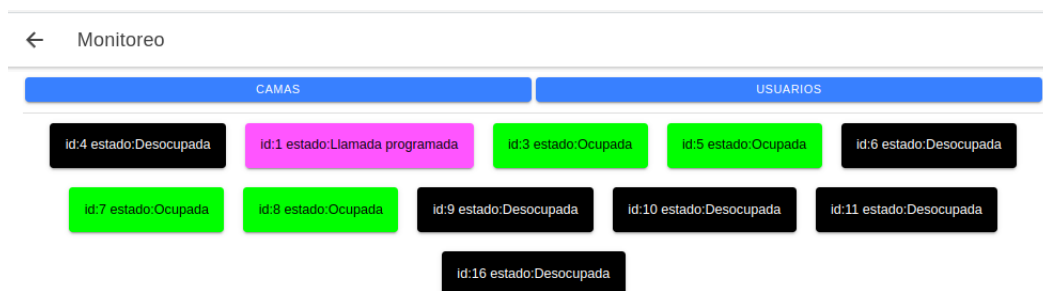 Monitoreo
CAMAS
USUARIOS
id:4 estado:Desocupada
id:1 estado:Llamada programada
id:3 estado:Ocupada
id:5 estado:Ocupada
id:6 estado:Desocupada
id:7 estado:Ocupada
id:8 estado:Ocupada
id:9 estado:Desocupada
id:10 estado:Desocupada
id:11 estado:Desocupada
id:16 estado:Desocupada